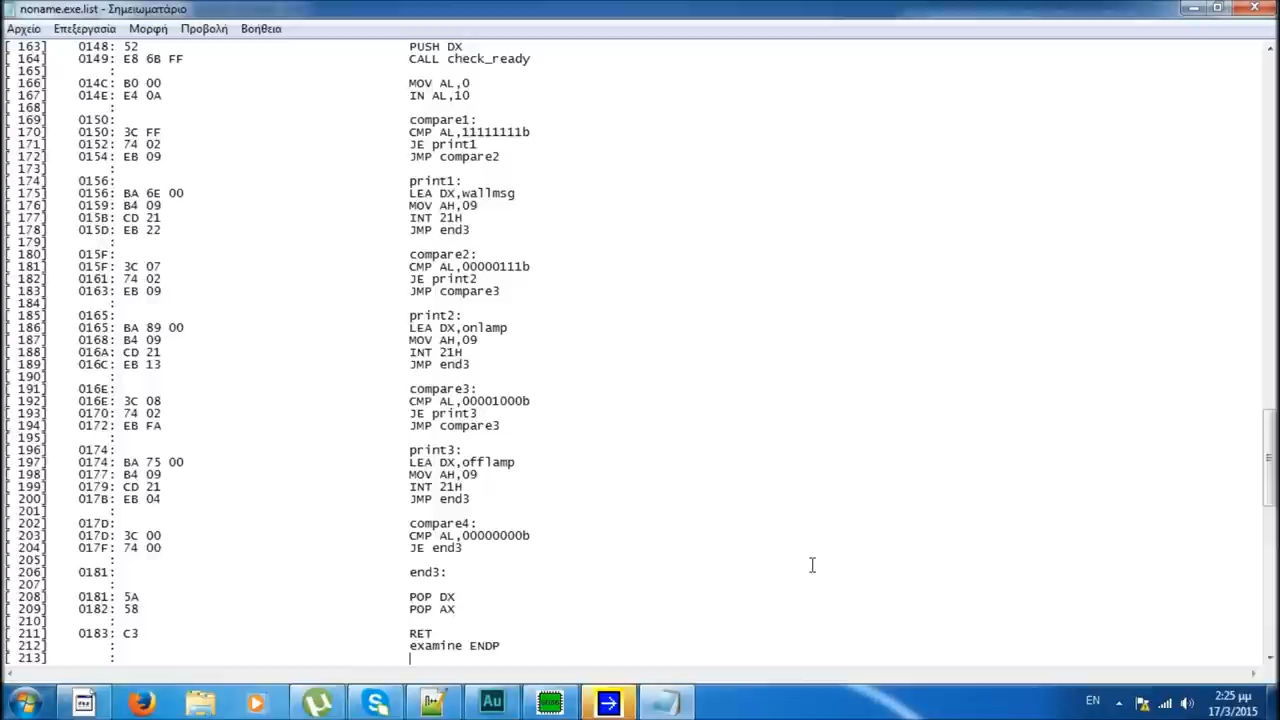 noname.exe.list - Σημειωματάριο
Αρχείο Επεξεργασία Μορφή Προβολή Βοήθεια
[ 163] 0148: 52 PUSH DX
[ 164] 0149: E8 6B FF CALL check_ready
[ 165] :
[ 166] 014C: B0 00 MOV AL,0
[ 167] 014E: E4 0A IN AL,10
[ 168] :
[ 169] 0150: compare1:
[ 170] 0150: 3C FF CMP AL,11111111b
[ 171] 0152: 74 02 JE print1
[ 172] 0154: EB 09 JMP compare2
[ 173] :
[ 174] 0156: print1:
[ 175] 0156: BA 6E 00 LEA DX,wallmsg
[ 176] 0159: B4 09 MOV AH,09
[ 177] 015B: CD 21 INT 21H
[ 178] 015D: EB 22 JMP end3
[ 179] :
[ 180] 015F: compare2:
[ 181] 015F: 3C 07 CMP AL,00000111b
[ 182] 0161: 74 02 JE print2
[ 183] 0163: EB 09 JMP compare3
[ 184] :
[ 185] 0165: print2:
[ 186] 0165: BA 89 00 LEA DX,onlamp
[ 187] 0168: B4 09 MOV AH,09
[ 188] 016A: CD 21 INT 21H
[ 189] 016C: EB 13 JMP end3
[ 190] :
[ 191] 016E: compare3:
[ 192] 016E: 3C 08 CMP AL,00001000b
[ 193] 0170: 74 02 JE print3
[ 194] 0172: EB FA JMP compare3
[ 195] :
[ 196] 0174: print3:
[ 197] 0174: BA 75 00 LEA DX,offlamp
[ 198] 0177: B4 09 MOV AH,09
[ 199] 0179: CD 21 INT 21H
[ 200] 017B: EB 04 JMP end3
[ 201] :
[ 202] 017D: compare4:
[ 203] 017D: 3C 00 CMP AL,00000000b
[ 204] 017F: 74 00 JE end3
[ 205] :
[ 206] 0181: end3:
[ 207] :
[ 208] 0181: 5A POP DX
[ 209] 0182: 58 POP AX
[ 210] :
[ 211] 0183: C3 RET
[ 212] : examine ENDP
[ 213] :
Au
EN
2:25 μμ
17/3/2015